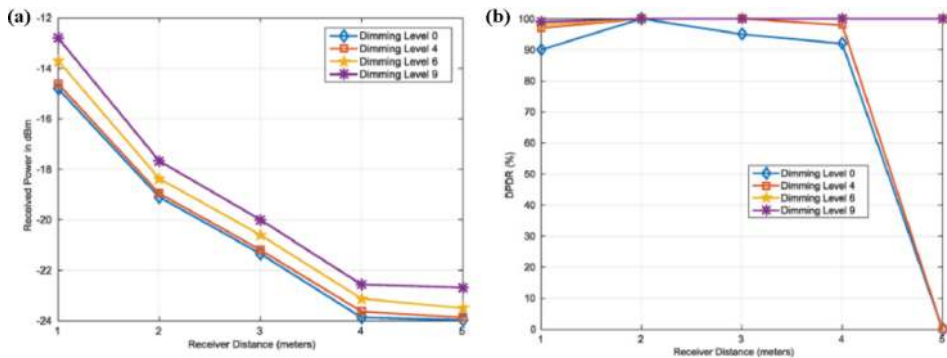 (a)
Received Power in dBm
-14
-16
-18
-20
-22
-24
1 2 3 4 5
Receiver Distance (meters)
Dimming Level 0
Dimming Level 4
Dimming Level 6
Dimming Level 9
(b)
DPDR (%)
100
90
80
70
60
50
40
30
20
10
0
1 2 3 4 5
Receiver Distance (meters)
Dimming Level 0
Dimming Level 4
Dimming Level 6
Dimming Level 9